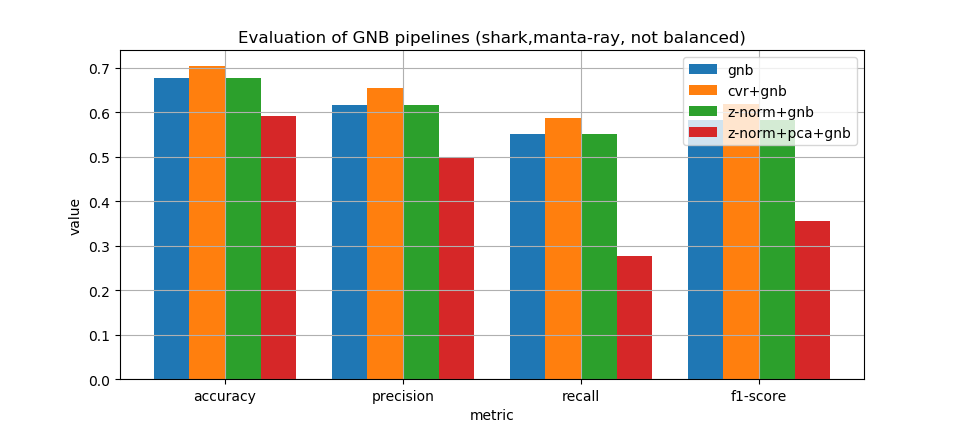 Evaluation of GNB pipelines (shark,manta-ray, not balanced)
value
0.7
0.6
0.5
0.4
0.3
0.2
0.1
0.0
gnb
cvr+gnb
z-norm+gnb
z-norm+pca+gnb
accuracy precision recall f1-score
metric